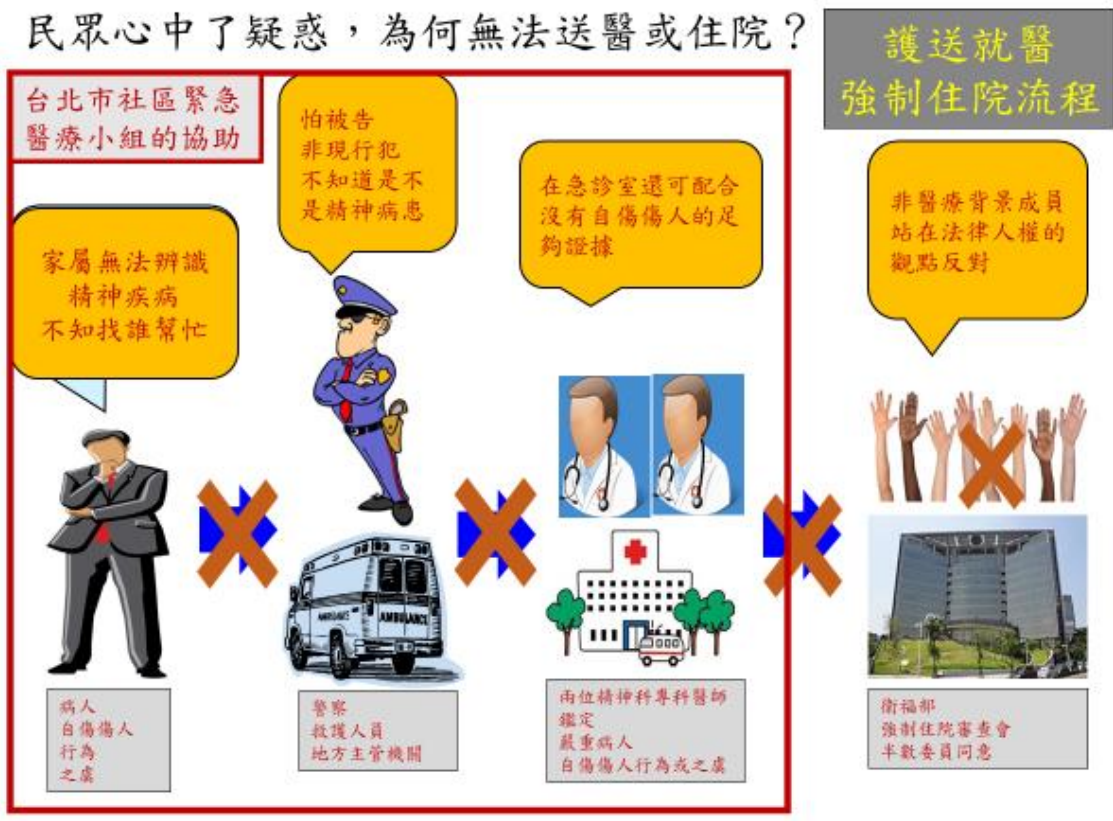 民眾心中了疑惑，為何無法送醫或住院？
護送就醫
強制住院流程
台北市社區緊急
醫療小組的協助
家屬無法辨識
精神疾病
不知找誰幫忙
怕被告
非現行犯
不知道是不
是精神病患
在急診室還可配合
沒有自傷傷人的足
夠證據
非醫療背景成員
站在法律人權的
觀點反對
AMBULANCE
AMBULANCE
病人
自傷傷人
行為
之虞
警察
救護人員
地方主管機關
兩位精神科專科醫師
鑑定
嚴重病人
自傷傷人行為或之虞
衛福部
強制住院審查會
半數委員同意